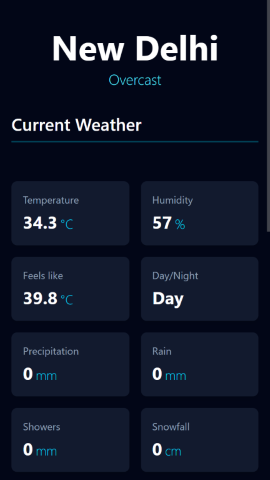 New Delhi
Overcast
Current Weather
Temperature
34.3 °C
Humidity
57 %
Feels like
39.8 °C
Day/Night
Day
Precipitation
0 mm
Rain
0 mm
Showers
0 mm
Snowfall
0 cm